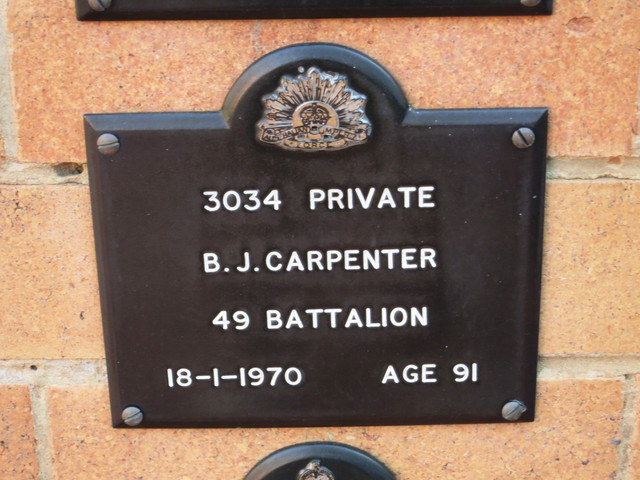 3034 PRIVATE
B.J.CARPENTER
49 BATTALION
18-1-1970 AGE 91